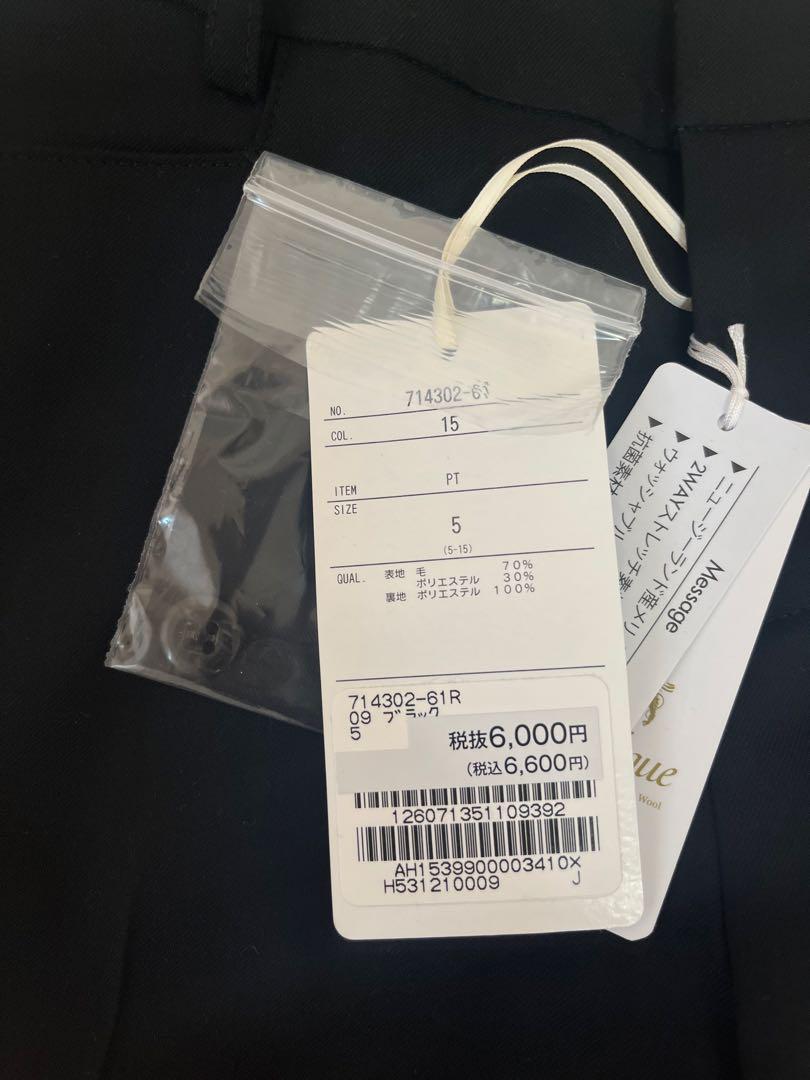 NO. 714302-61
COL. 15
ITEM PT
SIZE
5
(5-15)
QUAL. 表地 毛 70%
ポリエステル 30%
裏地 ポリエステル 100%
714302-61R
09 ブラック
5
税抜6,000円
(税込6,600円)
126071351109392
AH1539900003410X
H531210009 J
Message
▶ニュージーランド産メリ
▶2WAYストレッチ素
▶ウォッシャブル
▶抗菌素材
que
Wool